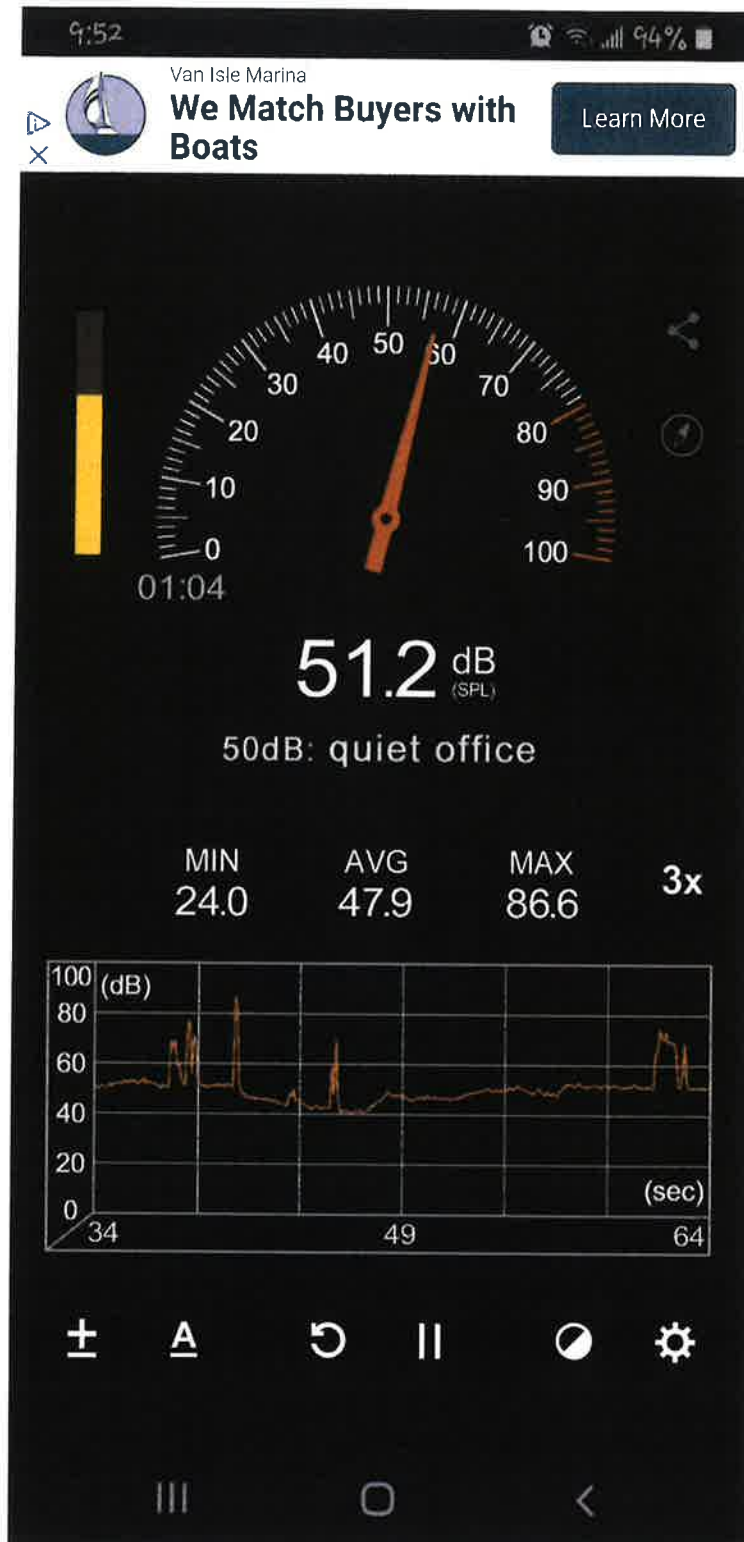 9:52 94%
Van Isle Marina
We Match Buyers with
Boats
Learn More
0
10
20
30
40
50
60
70
80
90
100
01:04
51.2 dB
(SPL)
50dB: quiet office
MIN AVG MAX
24.0 47.9 86.6
3x
100 (dB)
80
60
40
20
0
(sec)
34 49 64
± A